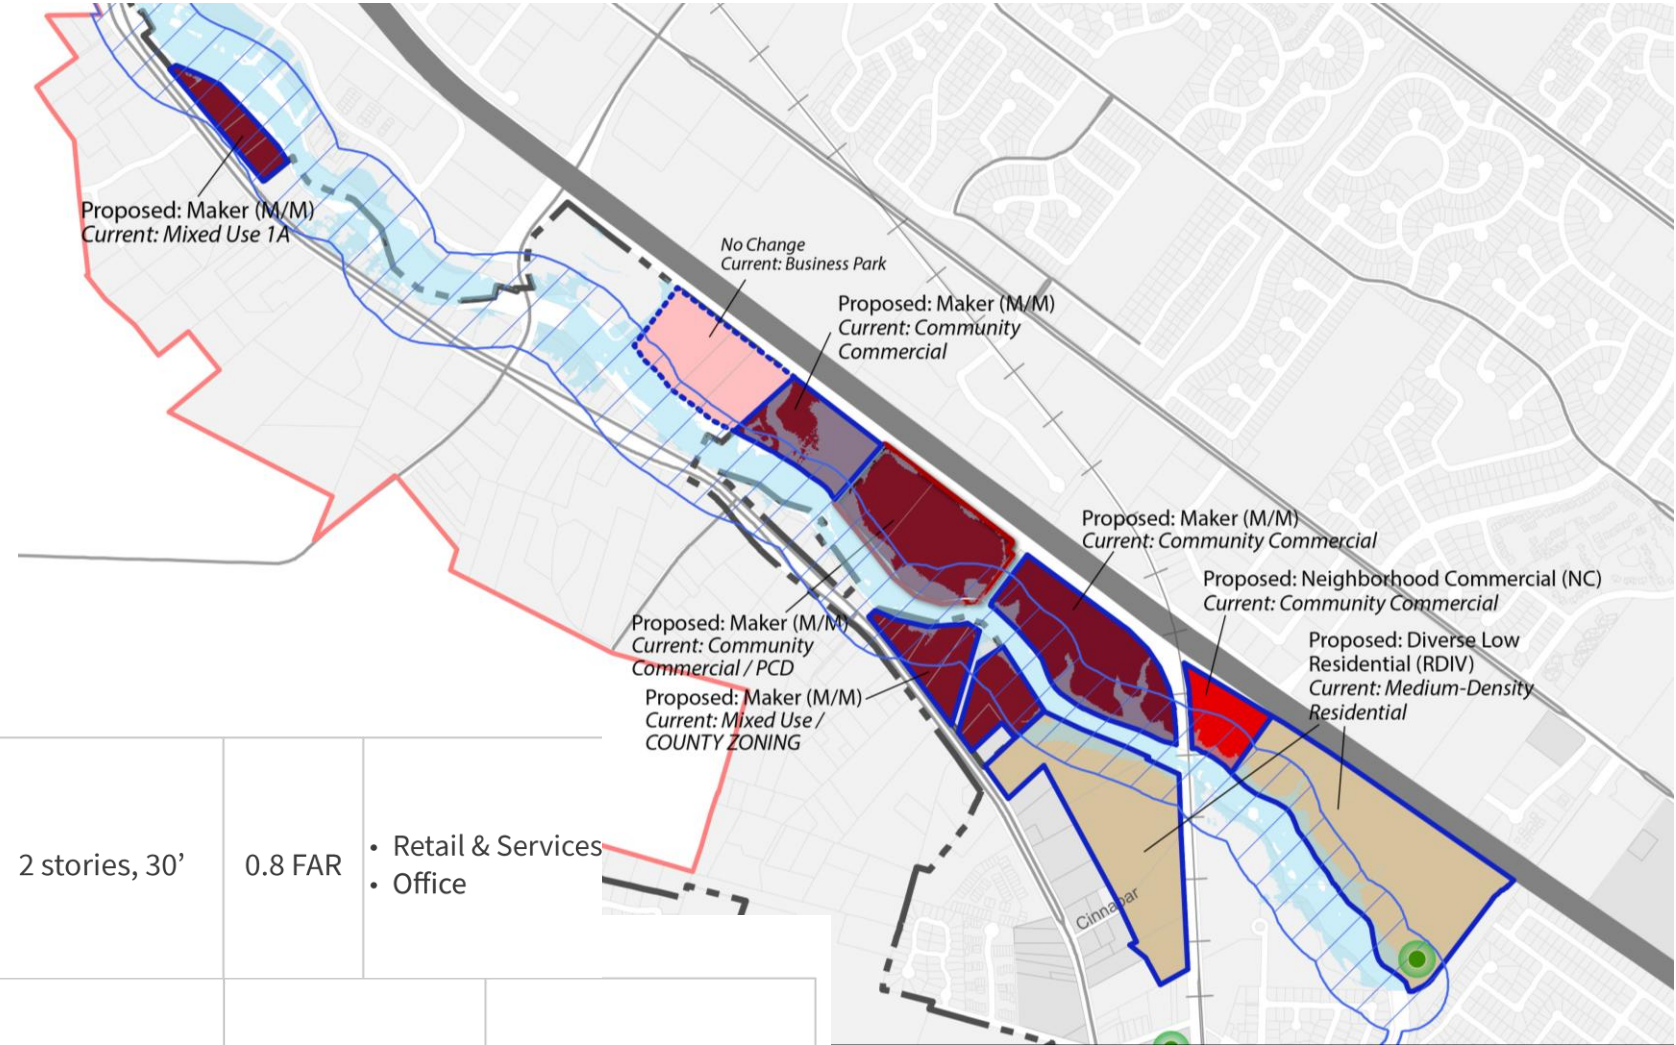 Proposed: Maker (M/M)
Current: Mixed Use 1A
No Change
Current: Business Park
Proposed: Maker (M/M)
Current: Community
Commercial
Proposed: Maker (M/M)
Current: Community Commercial
Proposed: Neighborhood Commercial (NC)
Current: Community Commercial
Proposed: Diverse Low
Residential (RDIV)
Current: Medium-Density
Residential
Proposed: Maker (M/M)
Current: Community
Commercial / PCD
Proposed: Maker (M/M)
Current: Mixed Use /
COUNTY ZONING
2 stories, 30’
0.8 FAR
• Retail & Services
• Office
Cinnabar